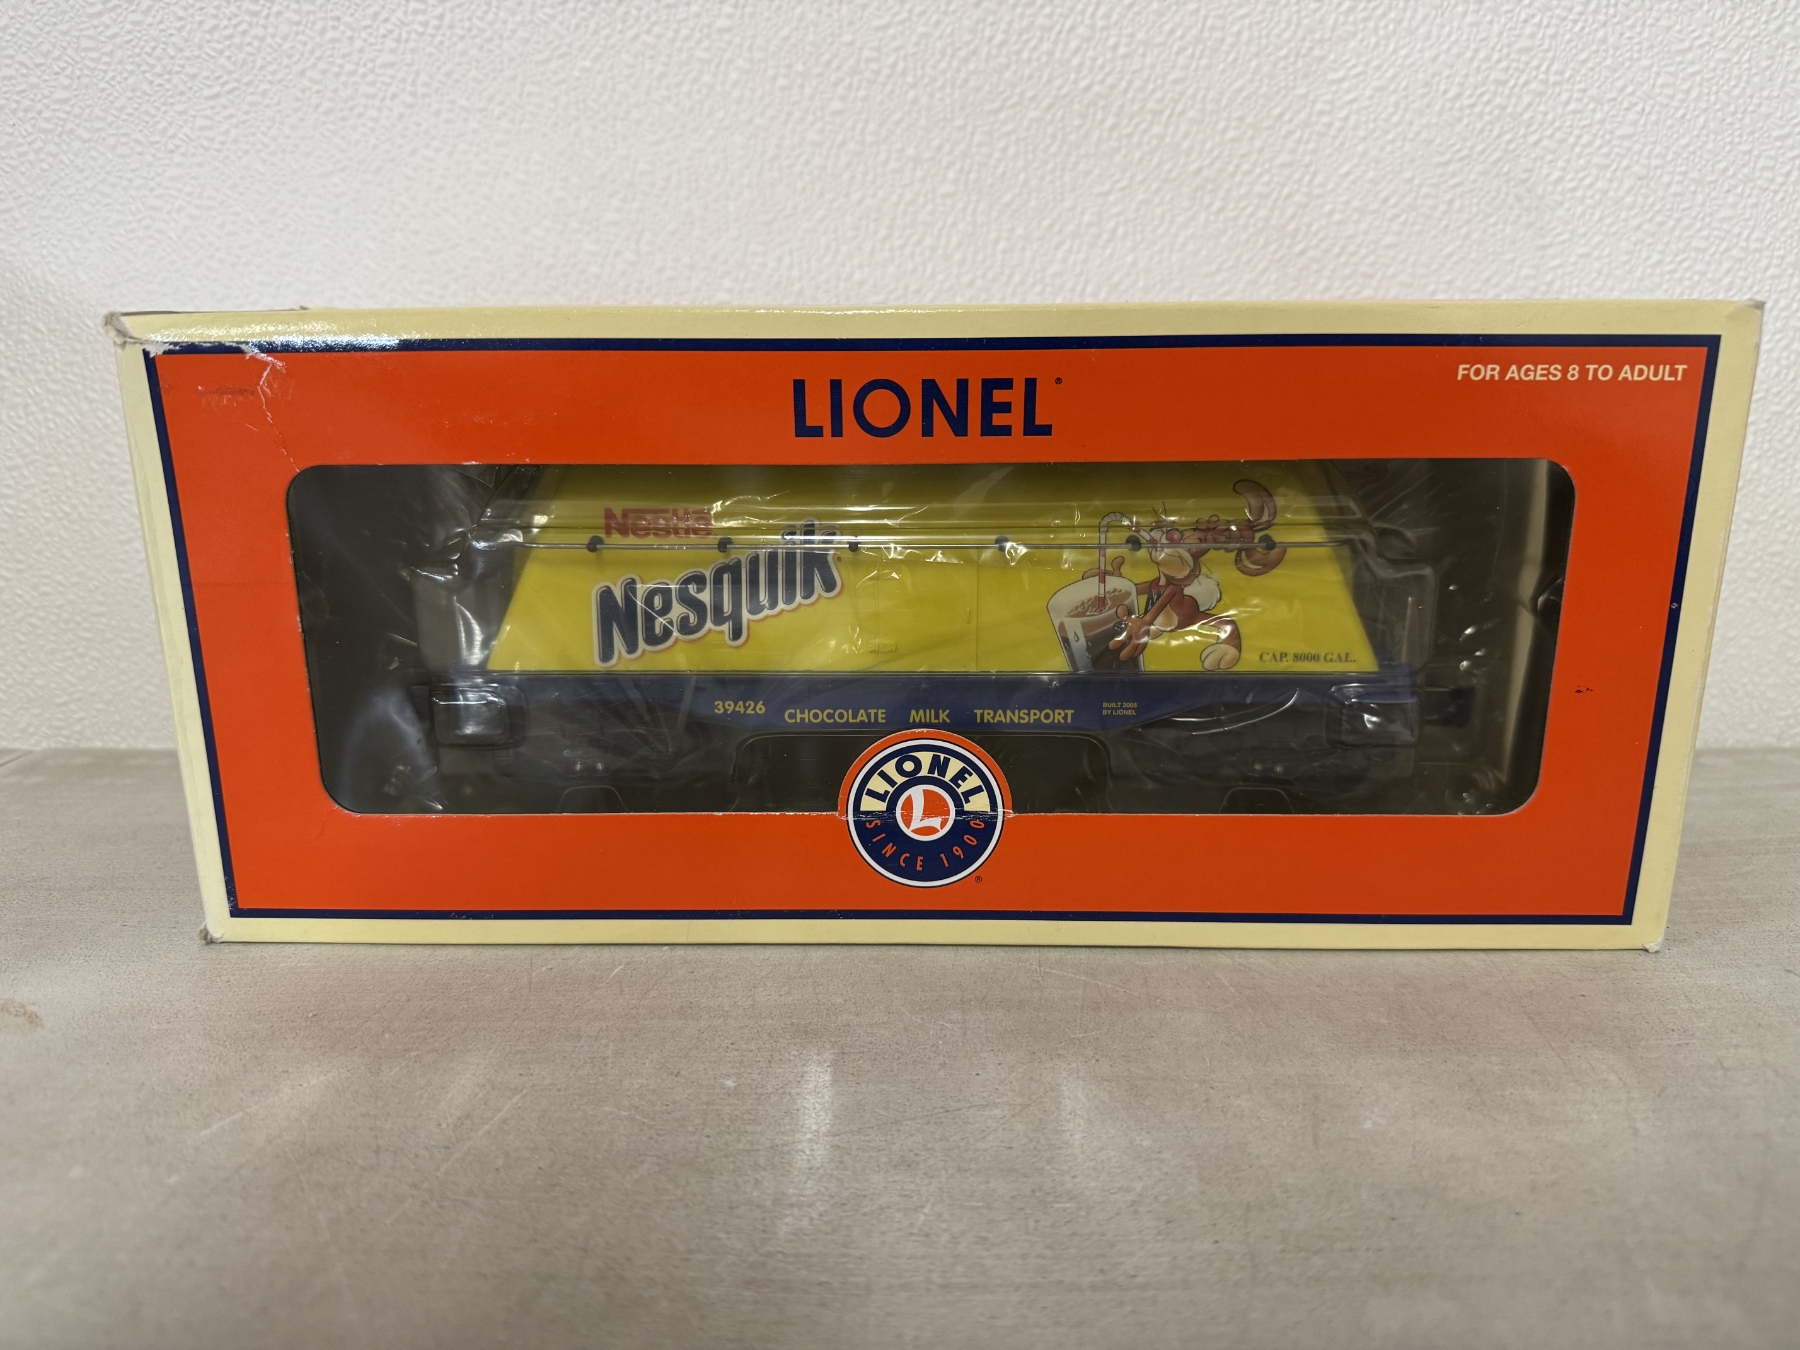 LIONEL®
FOR AGES 8 TO ADULT
Nestlé
Nesquik
CAP. 8000 GAL.
39426
CHOCOLATE MILK TRANSPORT
BUILT 2005
BY LIONEL
LIONEL
L
SINCE 1900
®